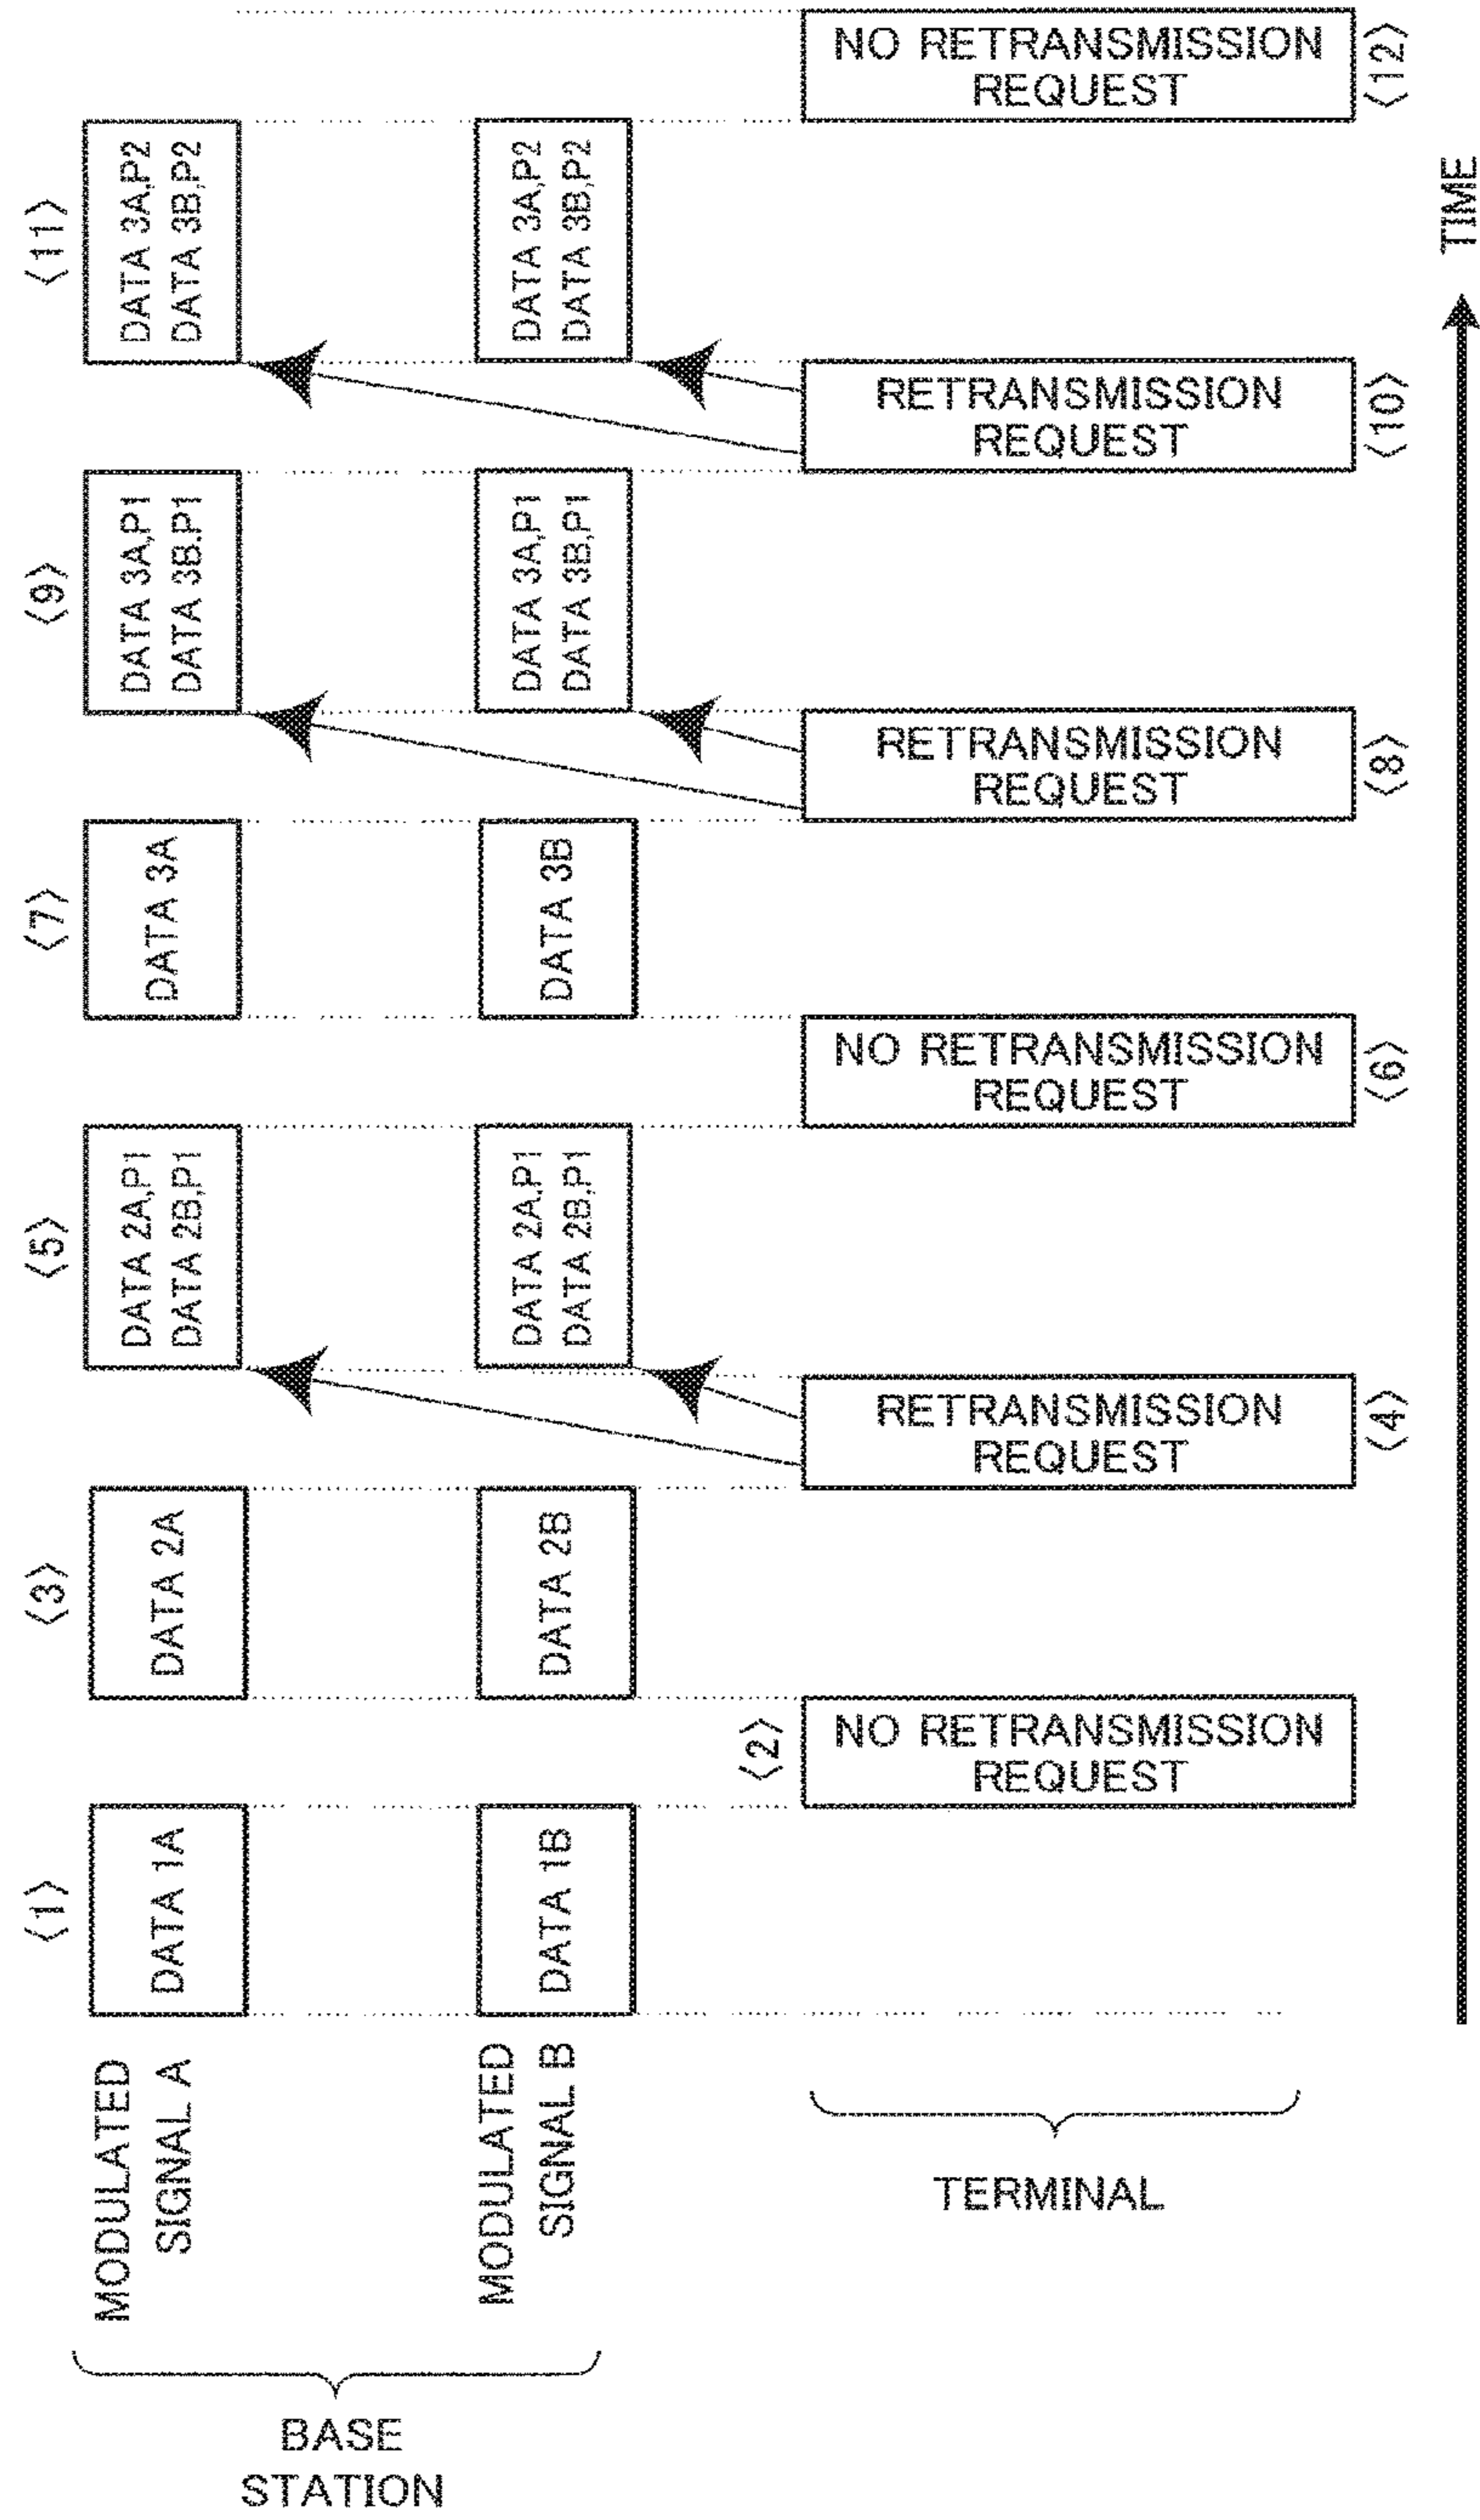 <1>
<3>
<5>
<7>
<9>
<11>
MODULATED
SIGNAL A
DATA 1A
DATA 2A
DATA 2A,P1
DATA 2B,P1
DATA 3A
DATA 3A,P1
DATA 3B.P1
DATA 3A,P2
DATA 3B,P2
BASE
STATION
MODULATED
SIGNAL B
DATA 1B
DATA 2B
DATA 2A,P1
DATA 2B,P1
DATA 3B
DATA 3A,P1
DATA 3B,P1
DATA 3A,P2
DATA 3B,P2
TERMINAL
<2>
NO RETRANSMISSION
REQUEST
RETRANSMISSION
REQUEST
<4>
NO RETRANSMISSION
REQUEST
<6>
RETRANSMISSION
REQUEST
<8>
RETRANSMISSION
REQUEST
<10>
NO RETRANSMISSION
REQUEST
<12>
TIME